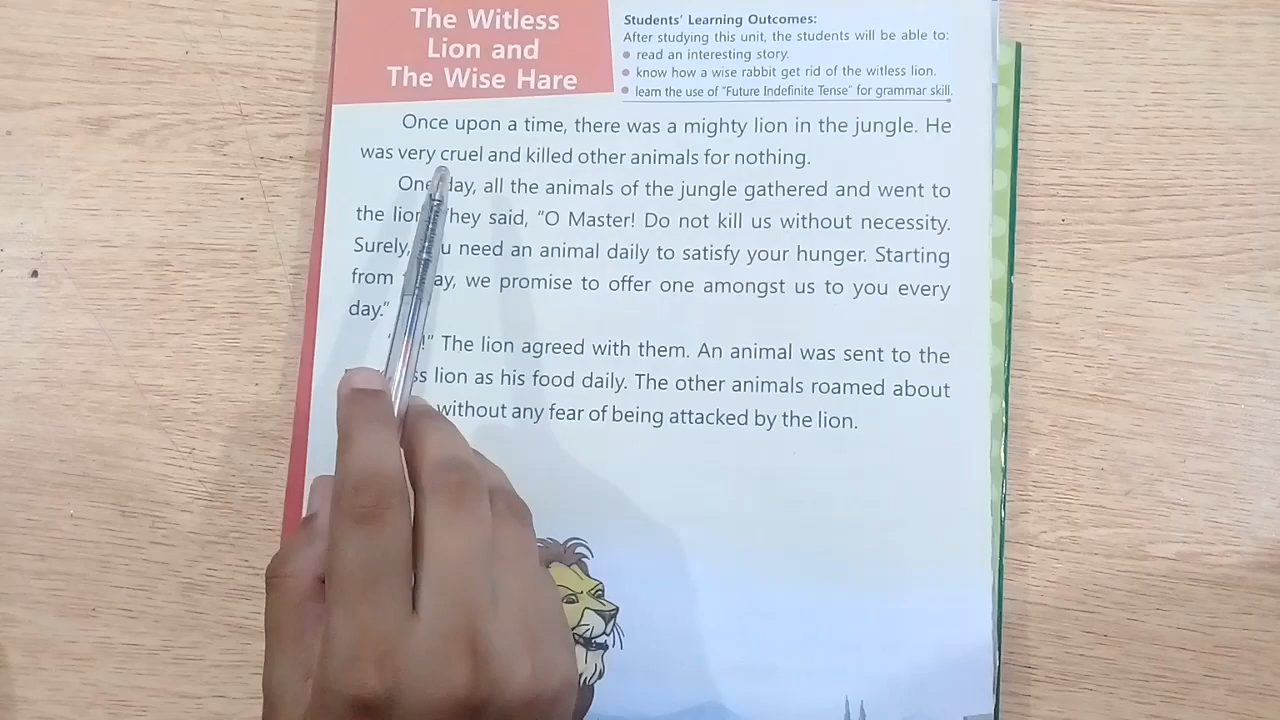 The Witless
Lion and
The Wise Hare
Students' Learning Outcomes:
After studying this unit, the students will be able to:
• read an interesting story.
• know how a wise rabbit get rid of the witless lion.
• learn the use of "Future Indefinite Tense" for grammar skill.
Once upon a time, there was a mighty lion in the jungle. He
was very cruel and killed other animals for nothing.
One day, all the animals of the jungle gathered and went to
the lion. They said, "O Master! Do not kill us without necessity.
Surely, you need an animal daily to satisfy your hunger. Starting
from today, we promise to offer one amongst us to you every
day."
!" The lion agreed with them. An animal was sent to the
lion as his food daily. The other animals roamed about
without any fear of being attacked by the lion.